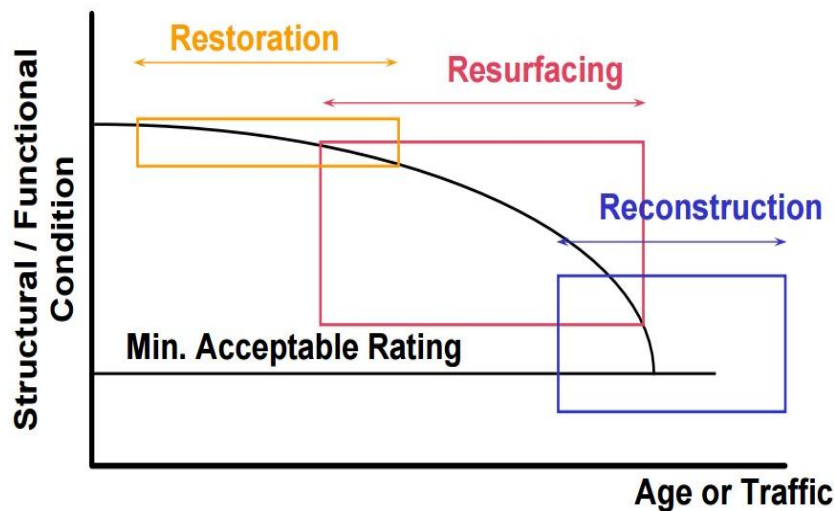 Restoration
Resurfacing
Reconstruction
Structural / Functional
Condition
Min. Acceptable Rating
Age or Traffic